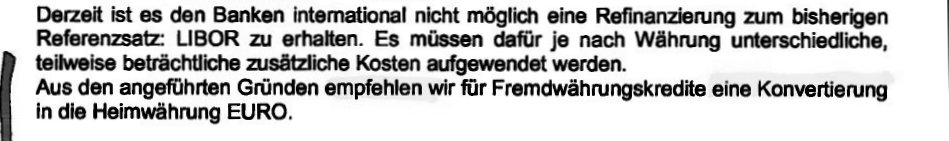 Derzeit ist es den Banken international nicht möglich eine Refinanzierung zum bisherigen
Referenzsatz: LIBOR zu erhalten. Es müssen dafür je nach Währung unterschiedliche,
teilweise beträchtliche zusätzliche Kosten aufgewendet werden.
Aus den angeführten Gründen empfehlen wir für Fremdwährungskredite eine Konvertierung
in die Heimwährung EURO.